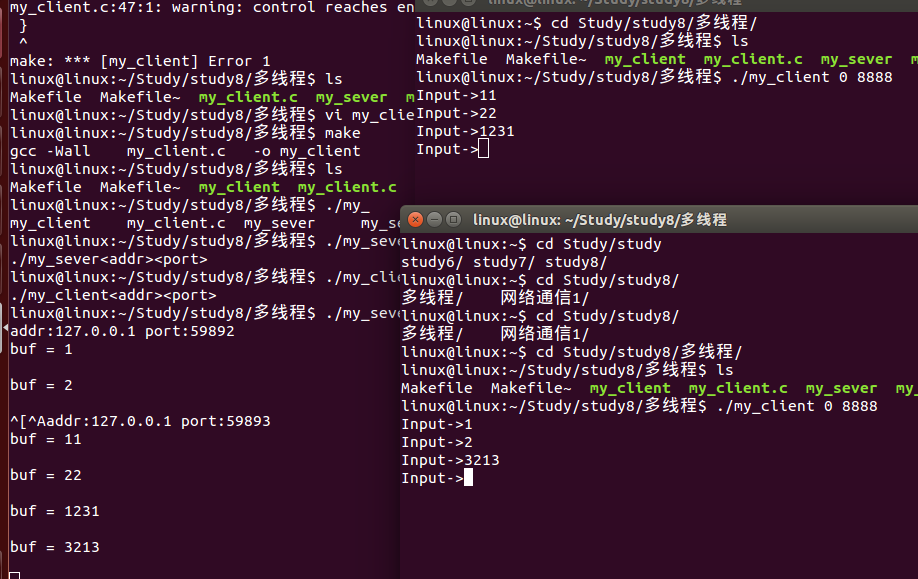 my_client.c:47:1: warning: control reaches en
}
^
make: *** [my_client] Error 1
linux@linux:~/Study/study8/多线程$ ls
Makefile  Makefile~  my_client.c  my_sever
linux@linux:~/Study/study8/多线程$ vi my_clie
linux@linux:~/Study/study8/多线程$ make
gcc -Wall    my_client.c   -o my_client
linux@linux:~/Study/study8/多线程$ ls
Makefile  Makefile~  my_client  my_client.c
linux@linux:~/Study/study8/多线程$ ./my_
my_client    my_client.c  my_sever     my_se
linux@linux:~/Study/study8/多线程$ ./my_seve
./my_sever<addr><port>
linux@linux:~/Study/study8/多线程$ ./my_clie
./my_client<addr><port>
linux@linux:~/Study/study8/多线程$ ./my_seve
addr:127.0.0.1 port:59892
buf = 1
buf = 2
^[^Aaddr:127.0.0.1 port:59893
buf = 11
buf = 22
buf = 1231
buf = 3213
linux@linux: ~/Study/study8/多线程
linux@linux:~$ cd Study/study8/多线程/
linux@linux:~/Study/study8/多线程$ ls
Makefile  Makefile~  my_client  my_client.c  my_sever
linux@linux:~/Study/study8/多线程$ ./my_client 0 8888
Input->11
Input->22
Input->1231
Input->
linux@linux: ~/Study/study8/多线程
linux@linux:~$ cd Study/study
study6/ study7/ study8/
linux@linux:~$ cd Study/study8/
多线程/    网络通信1/
linux@linux:~$ cd Study/study8/
多线程/    网络通信1/
linux@linux:~$ cd Study/study8/多线程/
linux@linux:~/Study/study8/多线程$ ls
Makefile  Makefile~  my_client  my_client.c  my_sever  my_
linux@linux:~/Study/study8/多线程$ ./my_client 0 8888
Input->1
Input->2
Input->3213
Input->